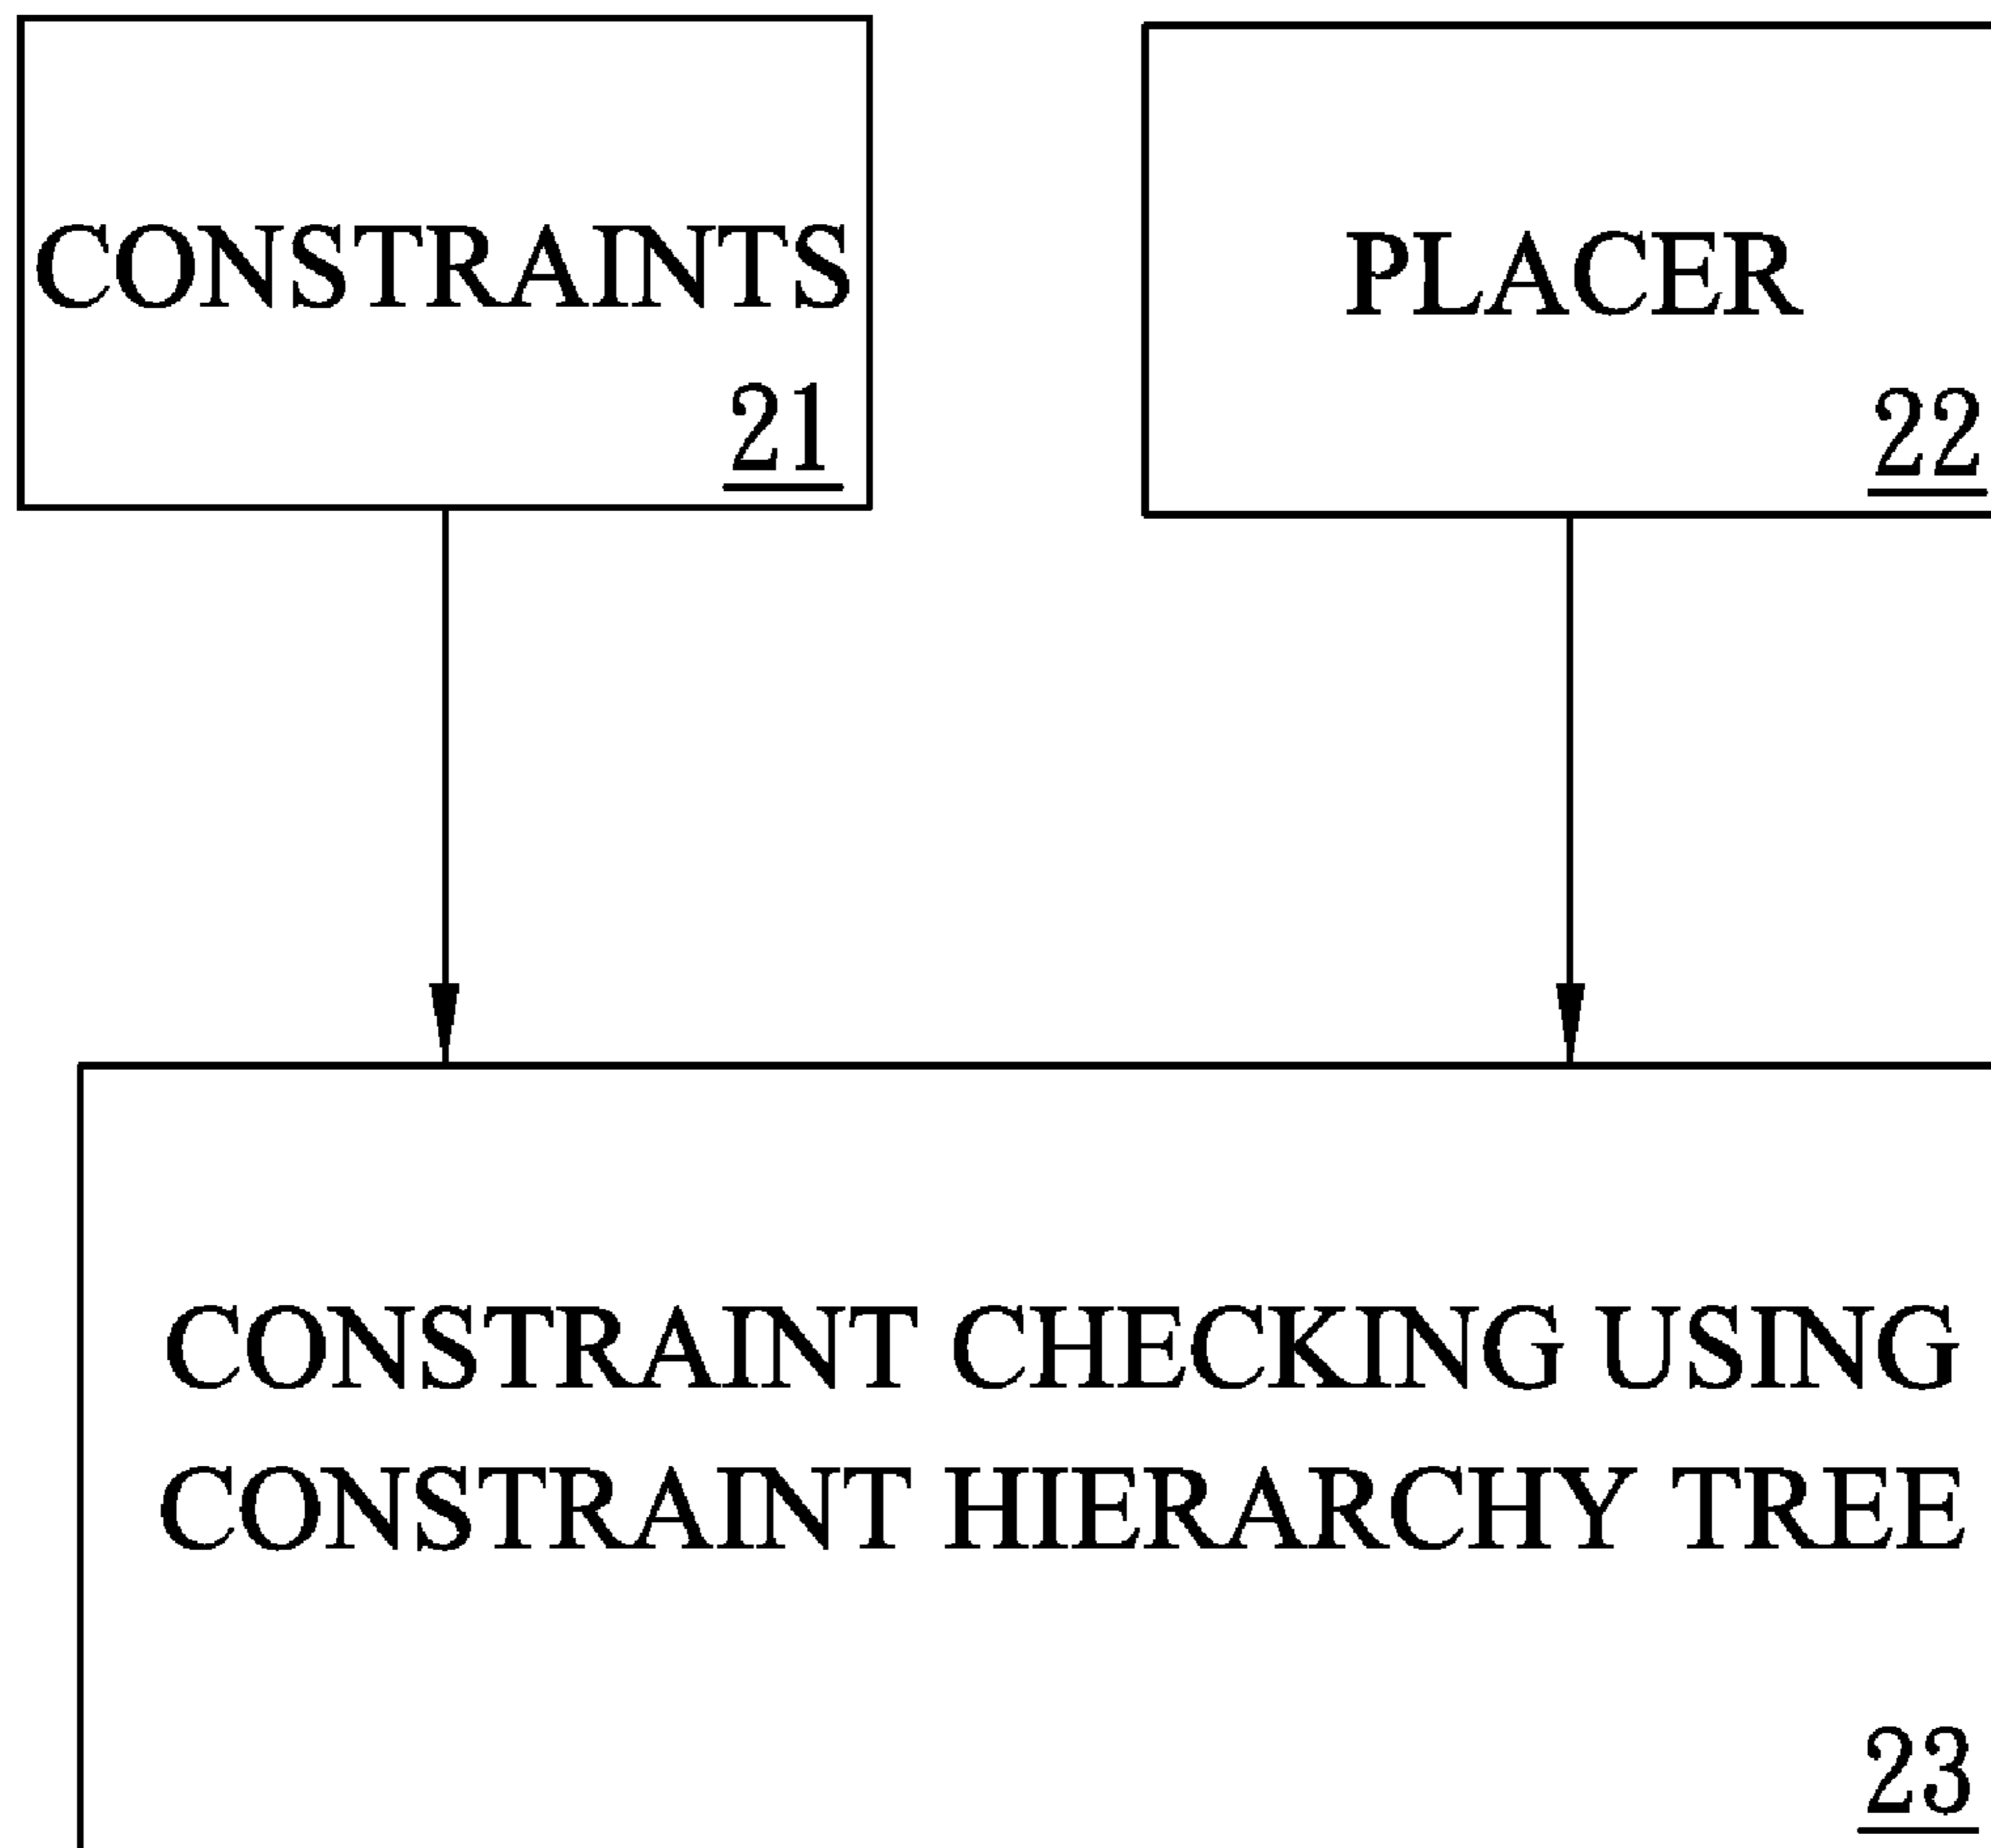 CONSTRAINTS
21
PLACER
22
CONSTRAINT CHECKING USING
CONSTRAINT HIERARCHY TREE
23